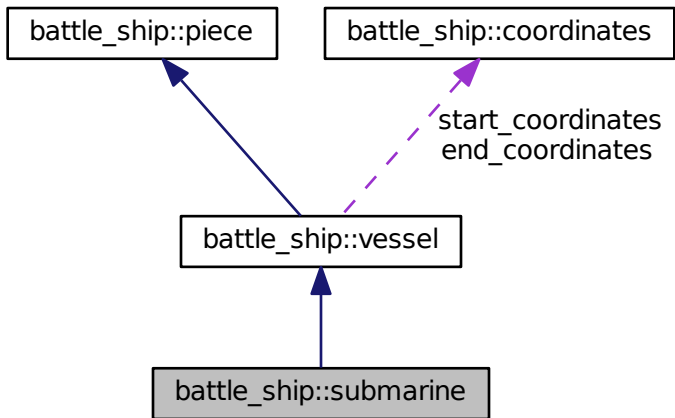 battle_ship::piece
battle_ship::coordinates
start_coordinates
end_coordinates
battle_ship::vessel
battle_ship::submarine